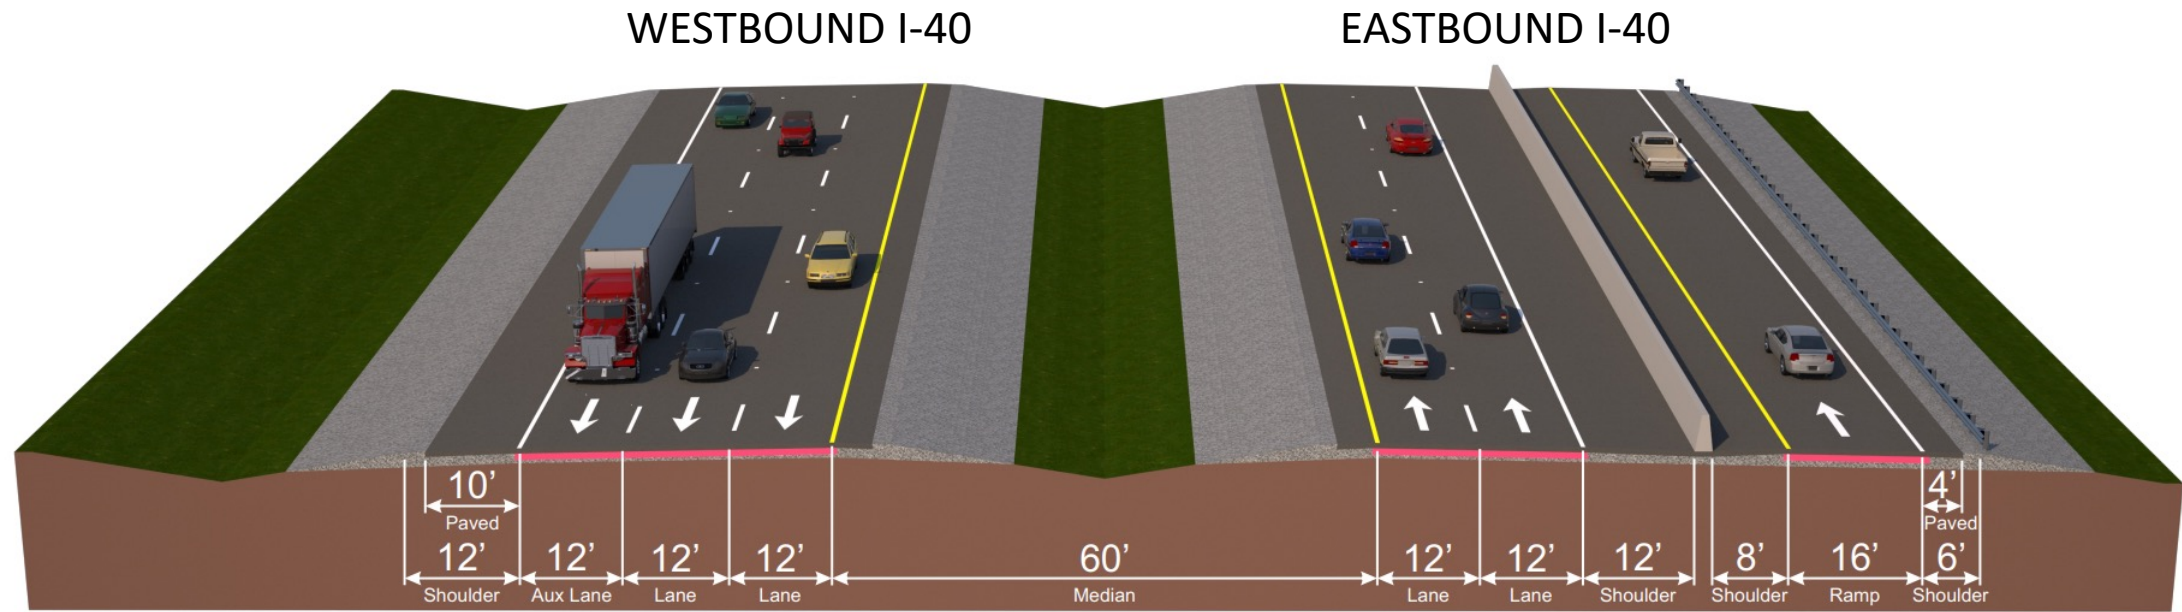 WESTBOUND I-40
EASTBOUND I-40
10’
Paved
4’
Paved
12’
12’
12’
12’
60’
12’
12’
12’
8’
16’
6’
Shoulder
Aux Lane
Lane
Lane
Median
Lane
Lane
Shoulder
Shoulder
Ramp
Shoulder